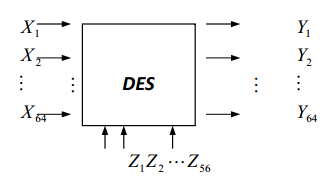 X₁ Y₁
X₂ Y₂
⋮ ⋮ DES ⋮ ⋮
X₆₄ Y₆₄
Z₁Z₂⋯Z₅₆